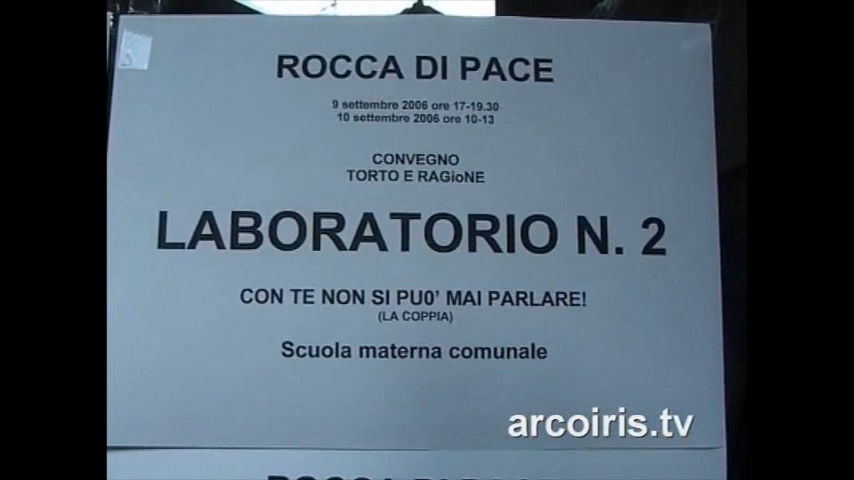 ROCCA DI PACE
9 settembre 2006 ore 17-19.30
10 settembre 2006 ore 10-13
CONVEGNO
TORTO E RAGioNE
LABORATORIO N. 2
CON TE NON SI PU0' MAI PARLARE!
(LA COPPIA)
Scuola materna comunale
arcoiris.tv